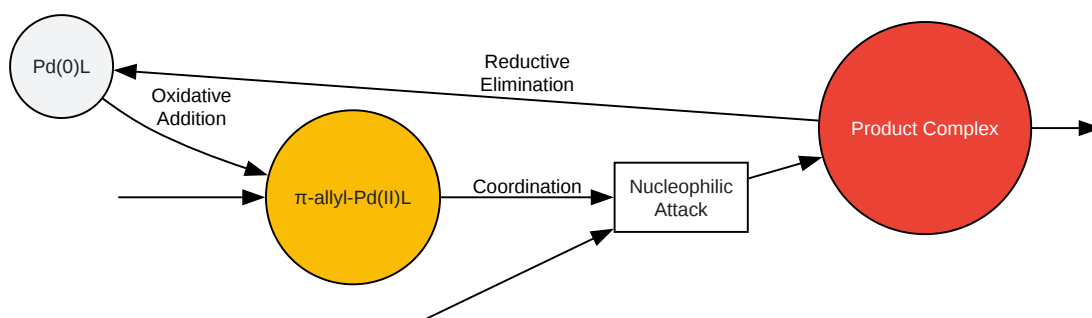 Pd(0)L
Oxidative
Addition
Reductive
Elimination
π-allyl-Pd(II)L
Coordination
Nucleophilic
Attack
Product Complex